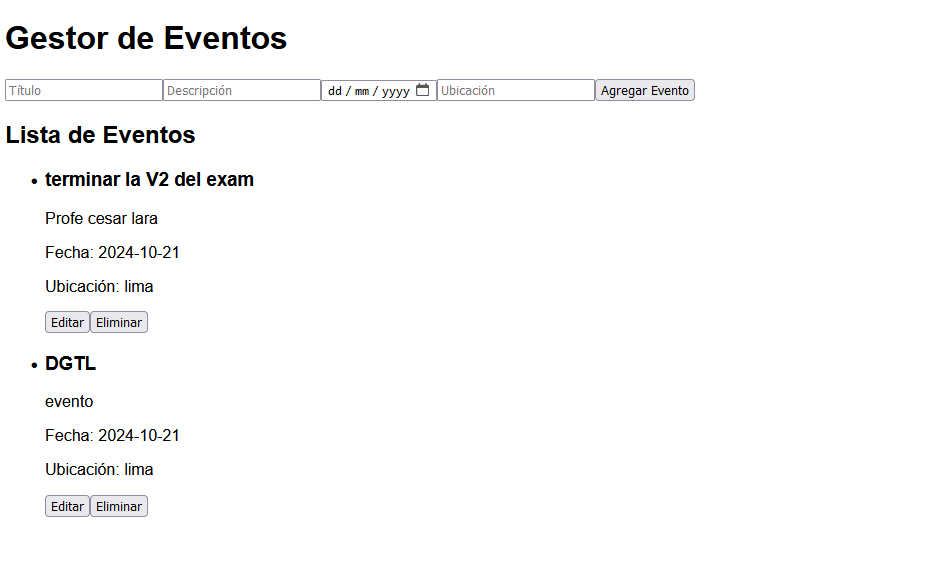 Gestor de Eventos
Título Descripción dd / mm / yyyy Ubicación Agregar Evento
Lista de Eventos
terminar la V2 del exam
Profe cesar lara
Fecha: 2024-10-21
Ubicación: lima
Editar Eliminar
DGTL
evento
Fecha: 2024-10-21
Ubicación: lima
Editar Eliminar